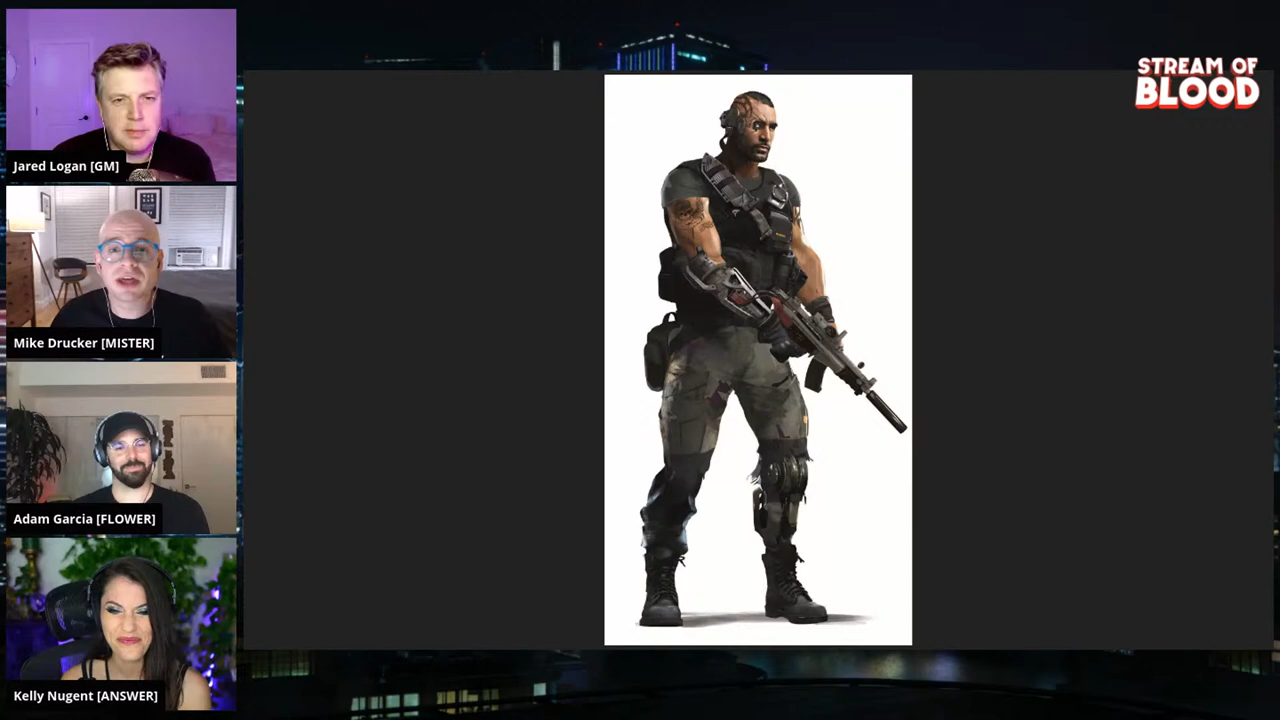 STREAM OF
BLOOD
Jared Logan [GM]
Mike Drucker [MISTER]
Adam Garcia [FLOWER]
Kelly Nugent [ANSWER]